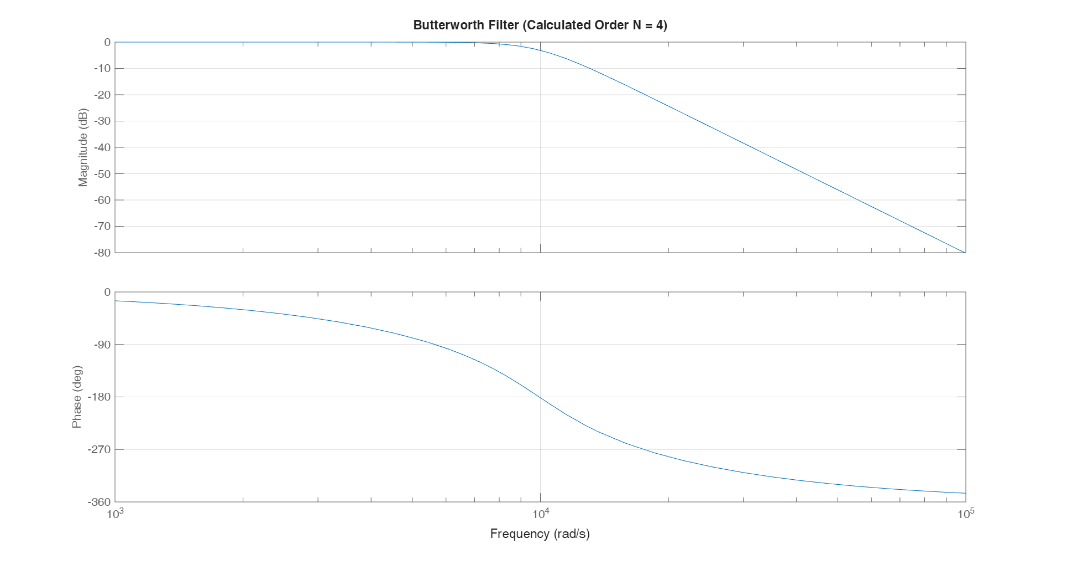 Butterworth Filter (Calculated Order N = 4)
0
-10
-20
-30
-40
-50
-60
-70
-80
Magnitude (dB)
0
-90
-180
-270
-360
Phase (deg)
10³ 10⁴ 10⁵
Frequency (rad/s)